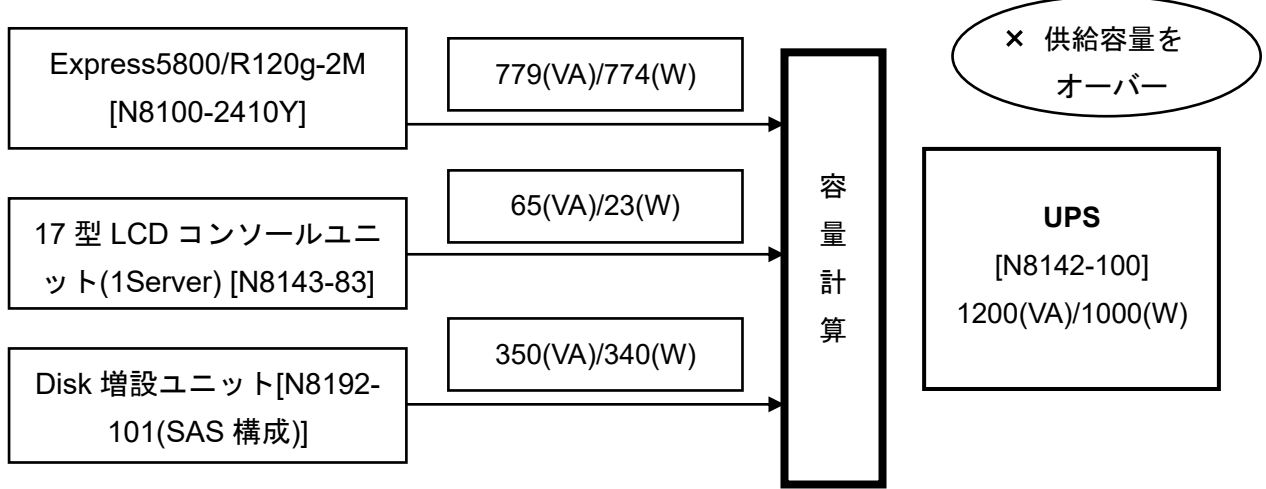 Express5800/R120g-2M
[N8100-2410Y]
779(VA)/774(W)
17 型 LCD コンソールユニ
ット(1Server) [N8143-83]
65(VA)/23(W)
Disk 増設ユニット[N8192-
101(SAS 構成)]
350(VA)/340(W)
容
量
計
算
× 供給容量を
オーバー
UPS
[N8142-100]
1200(VA)/1000(W)